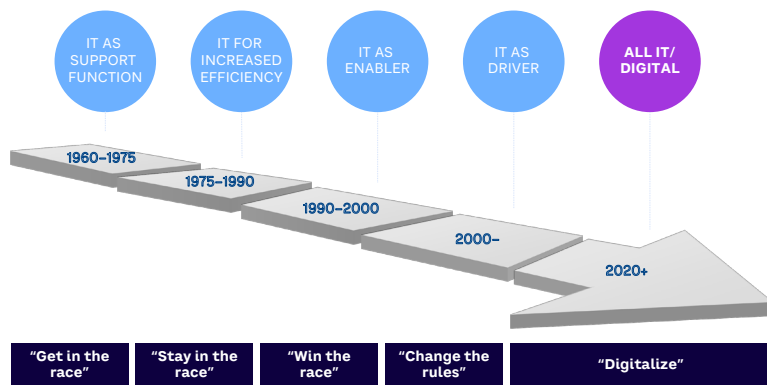 IT AS
SUPPORT
FUNCTION
IT FOR
INCREASED
EFFICIENCY
IT AS
ENABLER
IT AS
DRIVER
ALL IT/
DIGITAL
1960–1975
1975–1990
1990–2000
2000–
2020+
“Get in the
race”
“Stay in the
race”
“Win the
race”
“Change the
rules”
“Digitalize”